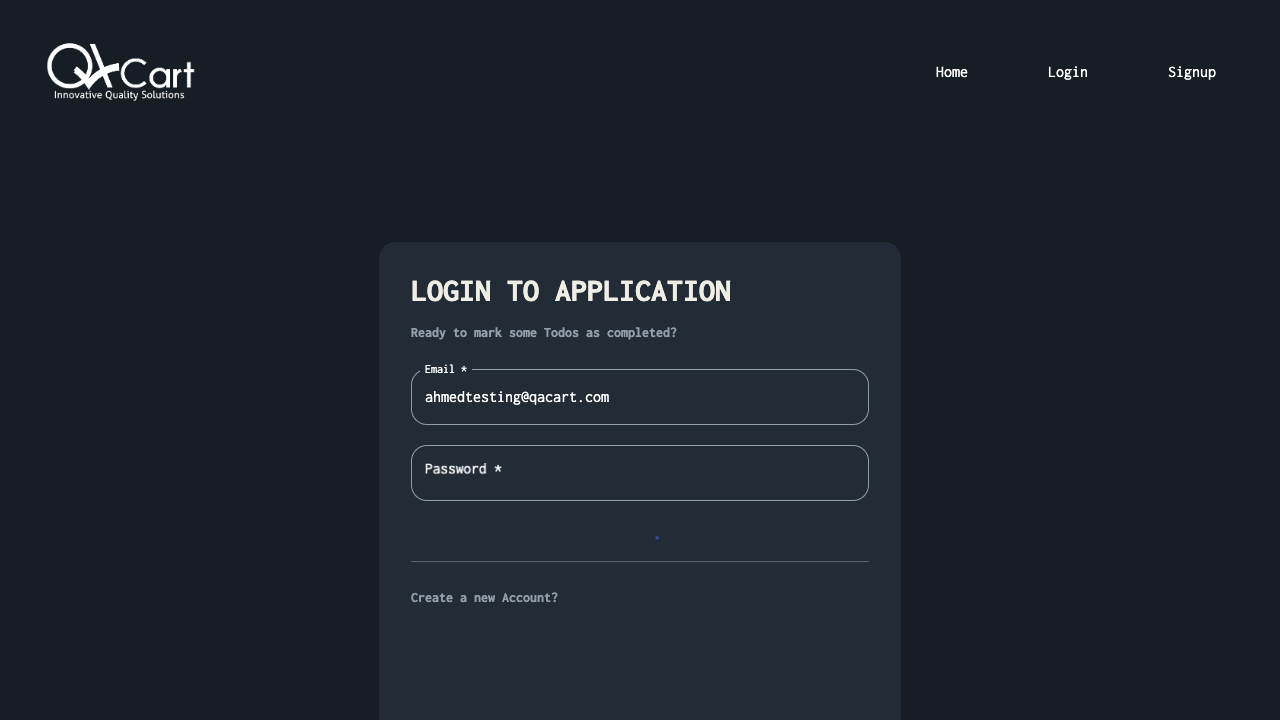 QACart
Innovative Quality Solutions
Home
Login
Signup
LOGIN TO APPLICATION
Ready to mark some Todos as completed?
Email *
ahmedtesting@qacart.com
Password *
Create a new Account?